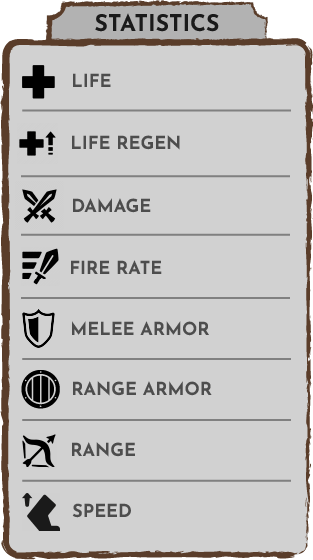 STATISTICS
LIFE
LIFE REGEN
DAMAGE
FIRE RATE
MELEE ARMOR
RANGE ARMOR
RANGE
SPEED